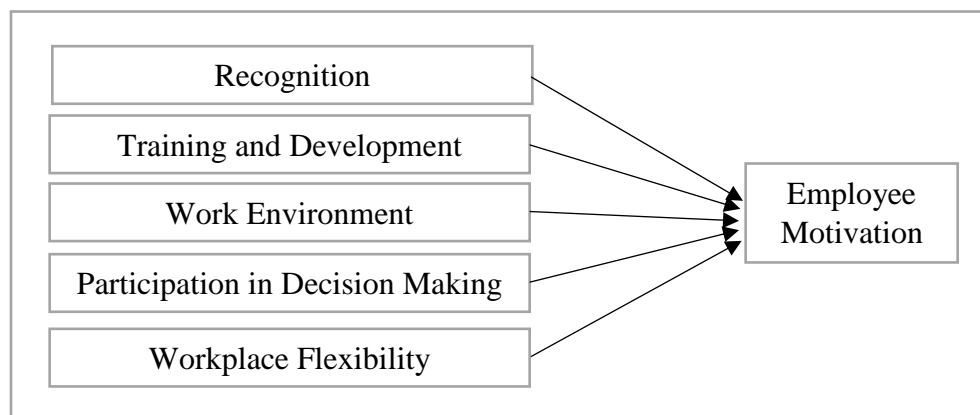 Recognition
Training and Development
Work Environment
Participation in Decision Making
Workplace Flexibility
Employee
Motivation